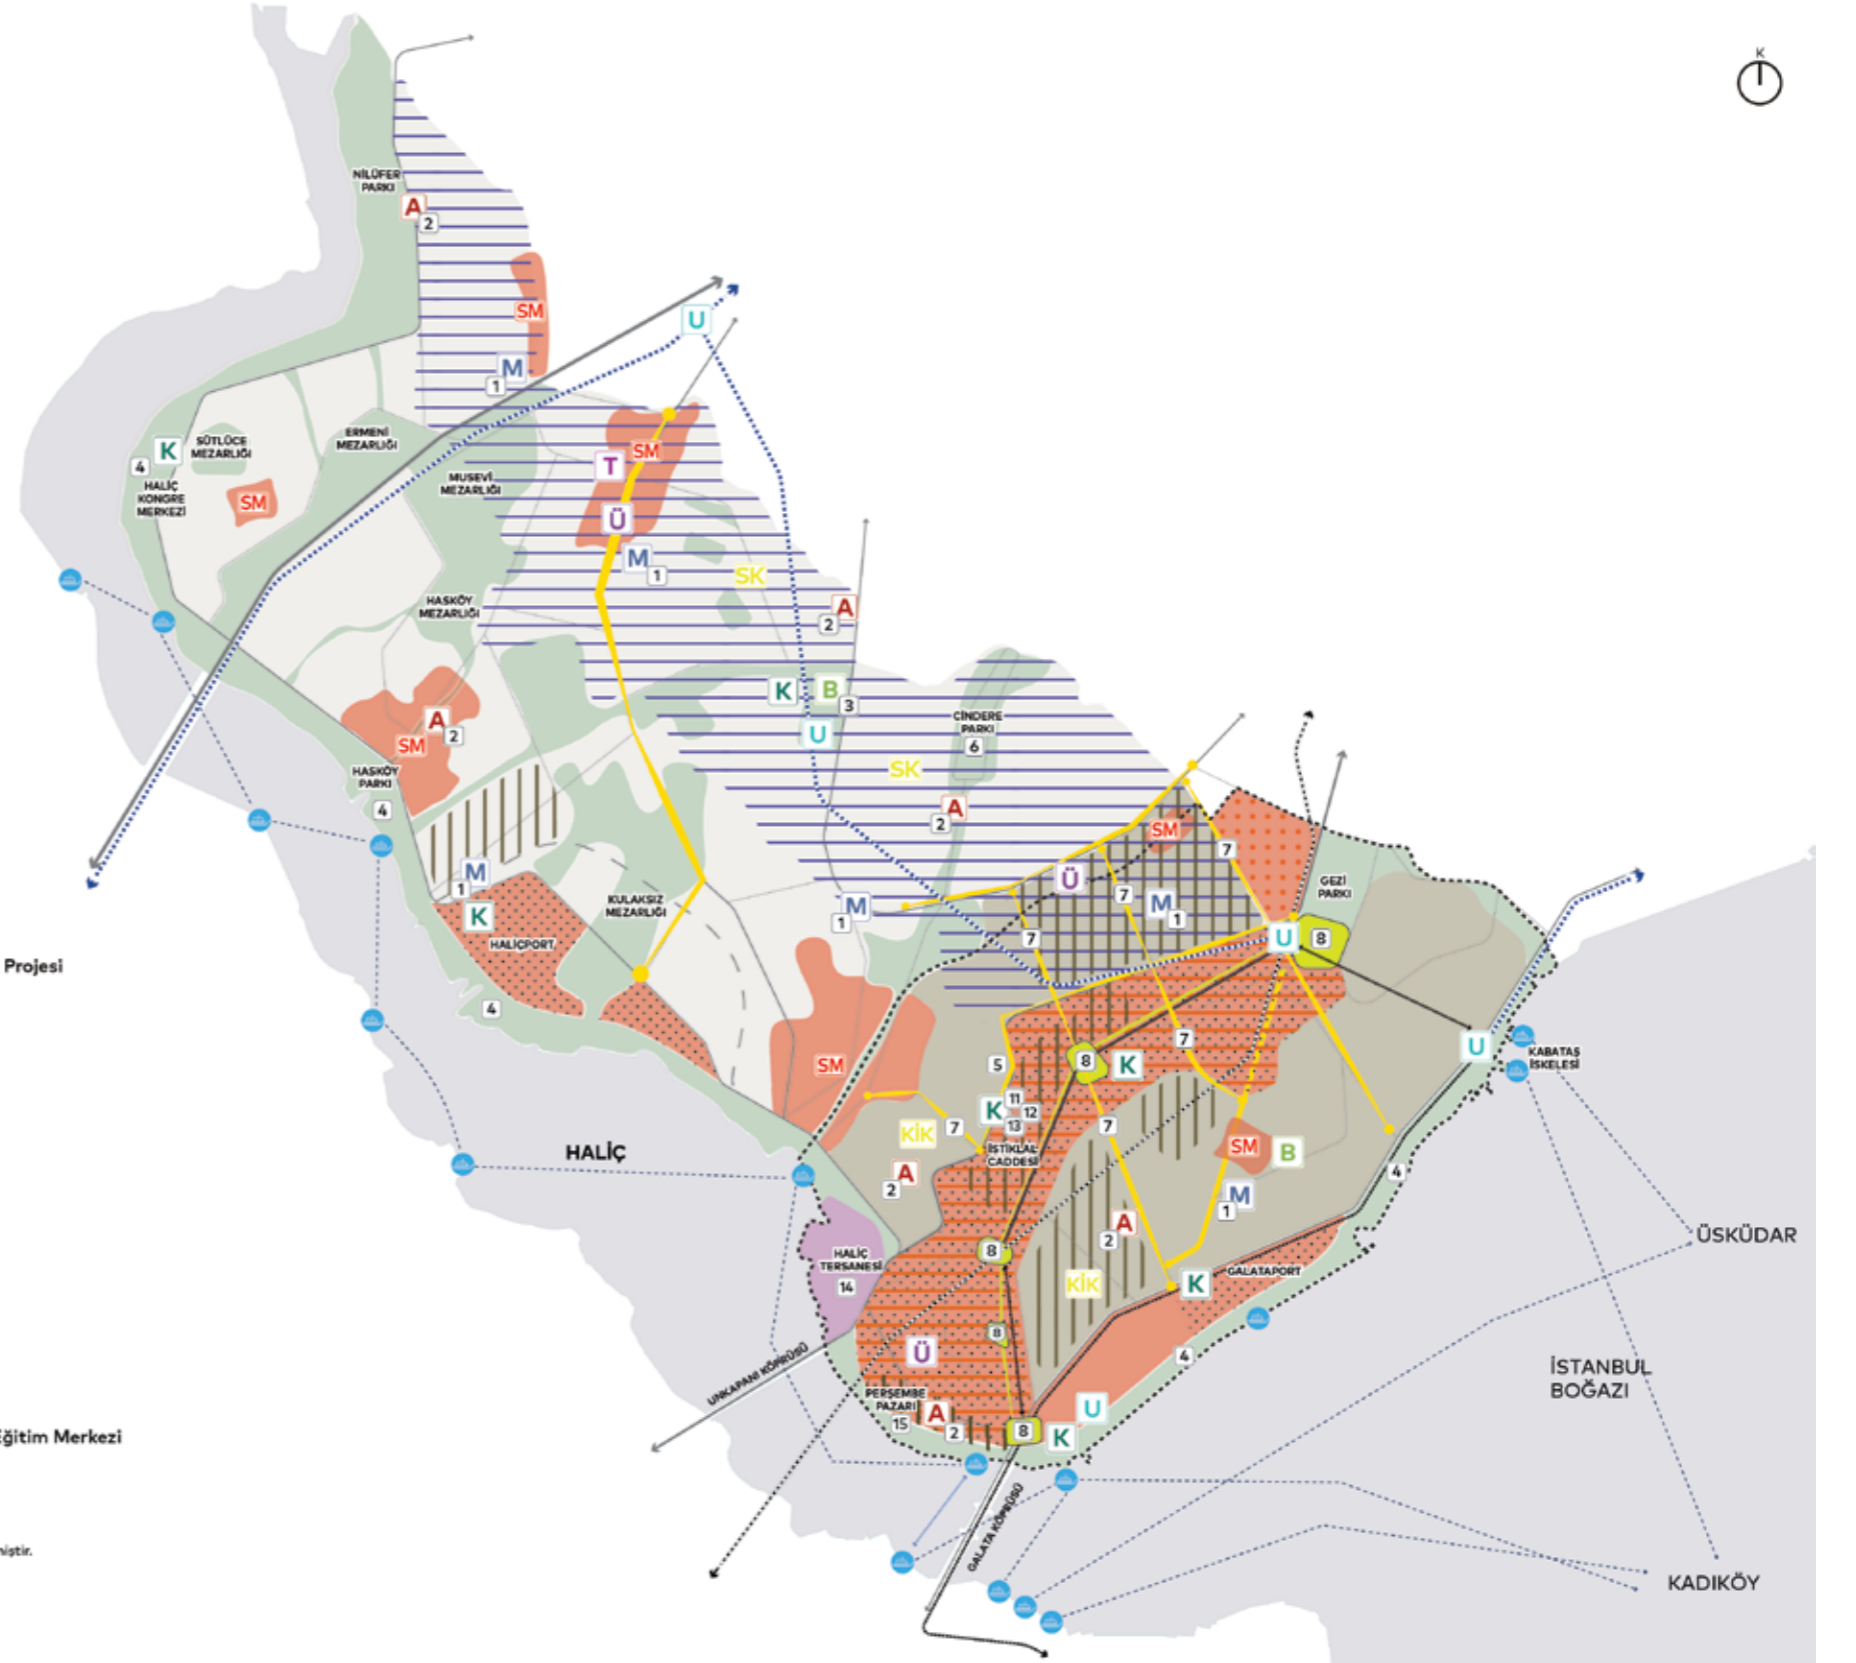 K
NİLÜFER
PARKI
A
2
SM
U
M
1
K
4
SÜTLÜCE
MEZARLIĞI
ERMENİ
MEZARLIĞI
HALİÇ
KONGRE
MERKEZİ
SM
MUSEVİ
MEZARLIĞI
SM
T
Ü
M
1
SK
HASKÖY
MEZARLIĞI
A
2
K
B
3
U
A
2
SM
CİNDERE
PARKI
6
SK
A
2
HASKÖY
PARKI
4
SM
7
M
1
K
HALİÇPORT
4
KULAKSIZ
MEZARLIĞI
M
1
Ü
7
M
1
7
GEZİ
PARKI
U
8
Projesi
SM
5
8
K
7
U
KABATAŞ
İSKELESİ
K
11
12
13
İSTİKLAL
CADDESİ
KİK
7
7
A
2
SM
B
M
1
4
HALİÇ
ÜSKÜDAR
A
2
8
KİK
K
GALATAPORT
HALİÇ
TERSANESİ
14
8
Ü
4
İSTANBUL
BOĞAZI
UNKAPANI KÖPRÜSÜ
PERŞEMBE
PAZARI
15
A
2
8
K
U
Eğitim Merkezi
GALATA KÖPRÜSÜ
miştir.
KADIKÖY